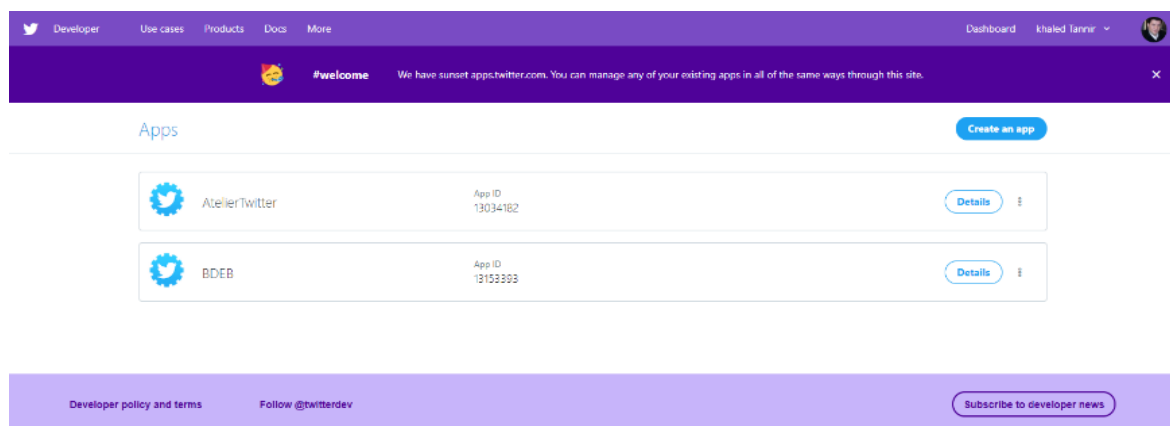 Developer Use cases Products Docs More Dashboard khaled Tannir
#welcome We have sunset apps.twitter.com. You can manage any of your existing apps in all of the same ways through this site.
Apps Create an app
AtelierTwitter App ID Details
13034182
BDEB App ID Details
13153393
Developer policy and terms Follow @twitterdev Subscribe to developer news